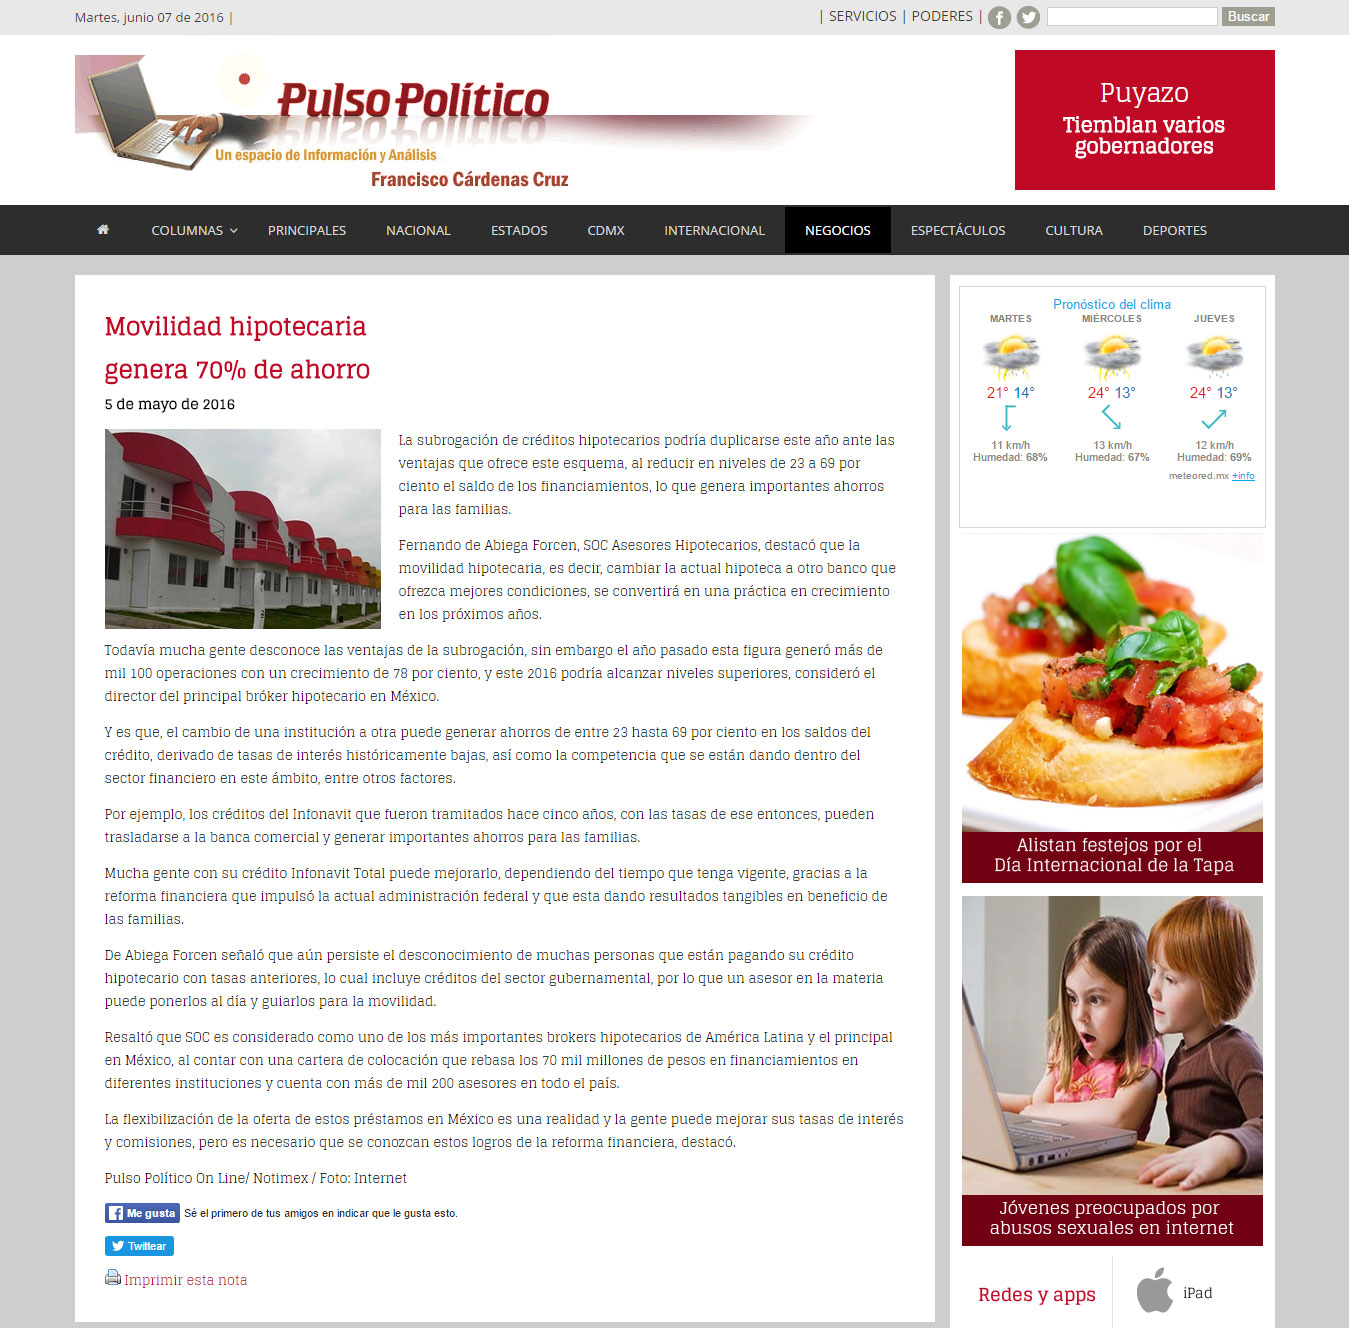 Martes, junio 07 de 2016 |
| SERVICIOS | PODERES |
Buscar
Pulso Político
Un espacio de Información y Análisis
Francisco Cárdenas Cruz
Puyazo
Tiemblan varios
gobernadores
COLUMNAS PRINCIPALES NACIONAL ESTADOS CDMX INTERNACIONAL NEGOCIOS ESPECTÁCULOS CULTURA DEPORTES
Movilidad hipotecaria
genera 70% de ahorro
5 de mayo de 2016
La subrogación de créditos hipotecarios podría duplicarse este año ante las
ventajas que ofrece este esquema, al reducir en niveles de 23 a 69 por
ciento el saldo de los financiamientos, lo que genera importantes ahorros
para las familias.
Fernando de Abiega Forcen, SOC Asesores Hipotecarios, destacó que la
movilidad hipotecaria, es decir, cambiar la actual hipoteca a otro banco que
ofrezca mejores condiciones, se convertirá en una práctica en crecimiento
en los próximos años.
Todavía mucha gente desconoce las ventajas de la subrogación, sin embargo el año pasado esta figura generó más de
mil 100 operaciones con un crecimiento de 78 por ciento, y este 2016 podría alcanzar niveles superiores, consideró el
director del principal bróker hipotecario en México.
Y es que, el cambio de una institución a otra puede generar ahorros de entre 23 hasta 69 por ciento en los saldos del
crédito, derivado de tasas de interés históricamente bajas, así como la competencia que se están dando dentro del
sector financiero en este ámbito, entre otros factores.
Por ejemplo, los créditos del Infonavit que fueron tramitados hace cinco años, con las tasas de ese entonces, pueden
trasladarse a la banca comercial y generar importantes ahorros para las familias.
Mucha gente con su crédito Infonavit Total puede mejorarlo, dependiendo del tiempo que tenga vigente, gracias a la
reforma financiera que impulsó la actual administración federal y que esta dando resultados tangibles en beneficio de
las familias.
De Abiega Forcen señaló que aún persiste el desconocimiento de muchas personas que están pagando su crédito
hipotecario con tasas anteriores, lo cual incluye créditos del sector gubernamental, por lo que un asesor en la materia
puede ponerlos al día y guiarlos para la movilidad.
Resaltó que SOC es considerado como uno de los más importantes brokers hipotecarios de América Latina y el principal
en México, al contar con una cartera de colocación que rebasa los 70 mil millones de pesos en financiamientos en
diferentes instituciones y cuenta con más de mil 200 asesores en todo el país.
La flexibilización de la oferta de estos préstamos en México es una realidad y la gente puede mejorar sus tasas de interés
y comisiones, pero es necesario que se conozcan estos logros de la reforma financiera, destacó.
Pulso Político On Line/ Notimex / Foto: Internet
Me gusta Sé el primero de tus amigos en indicar que le gusta esto.
Twittear
Imprimir esta nota
Pronóstico del clima
MARTES MIÉRCOLES JUEVES
21° 14° 24° 13° 24° 13°
11 km/h 13 km/h 12 km/h
Humedad: 68% Humedad: 67% Humedad: 69%
meteored.mx +info
Alistan festejos por el
Día Internacional de la Tapa
Jóvenes preocupados por
abusos sexuales en internet
Redes y apps
iPad